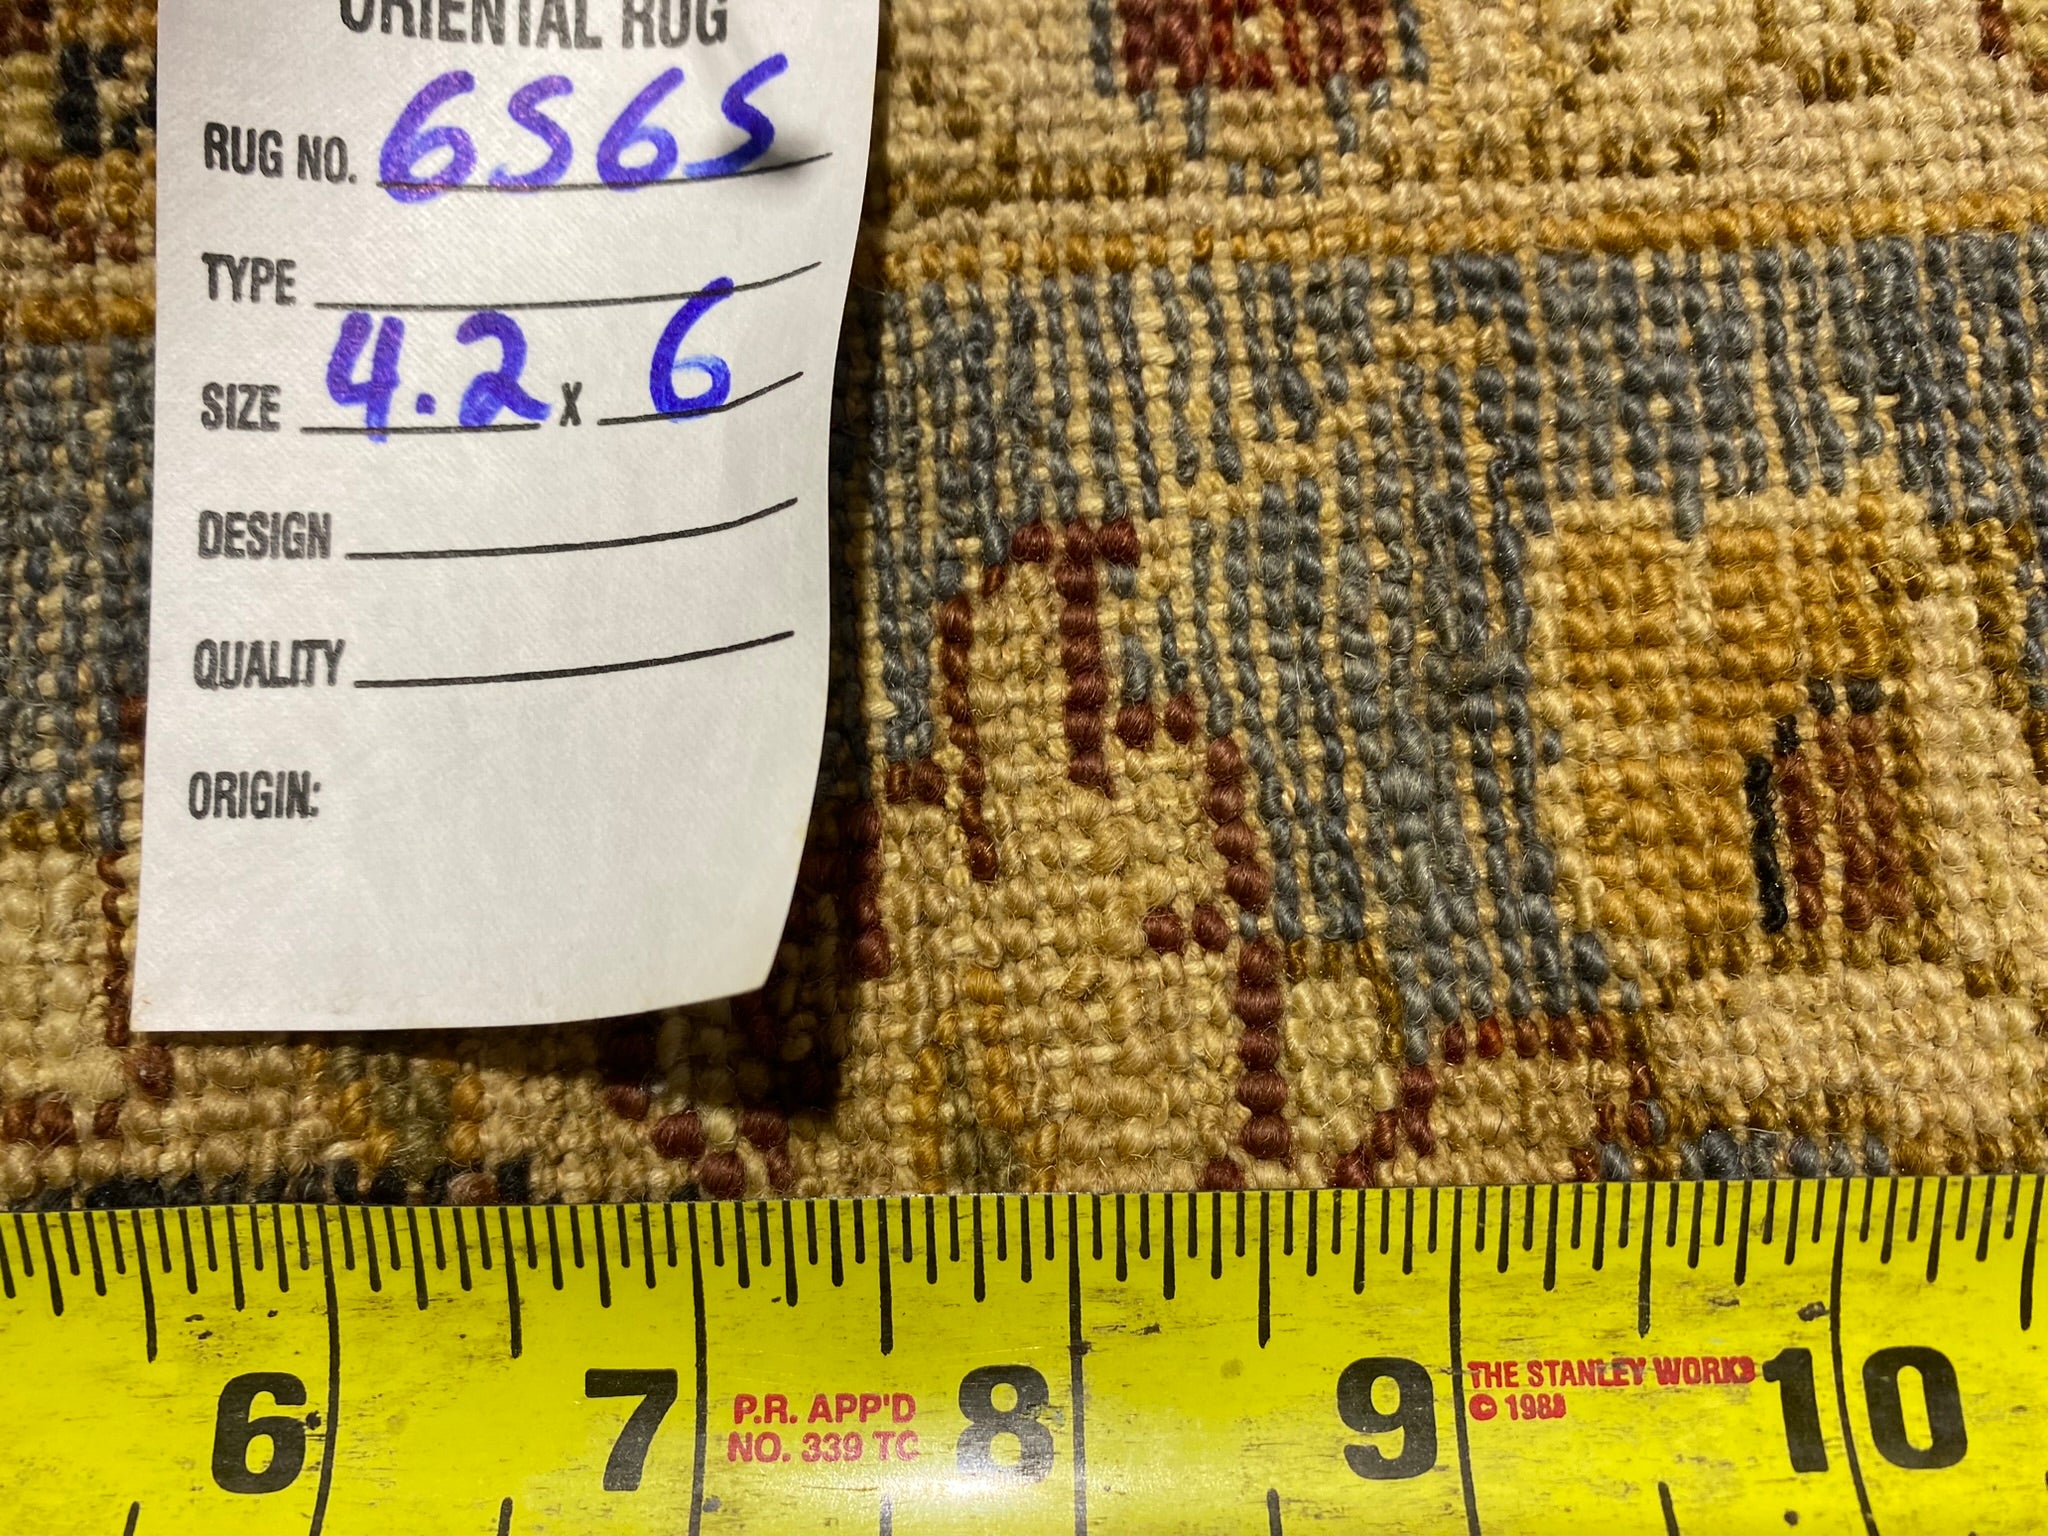 ORIENTAL RUG
RUG NO. 6565
TYPE
SIZE 4.2 x 6
DESIGN
QUALITY
ORIGIN:
6 7 8 9 10
P.R. APP'D
NO. 339 TC
THE STANLEY WORKS
© 1988